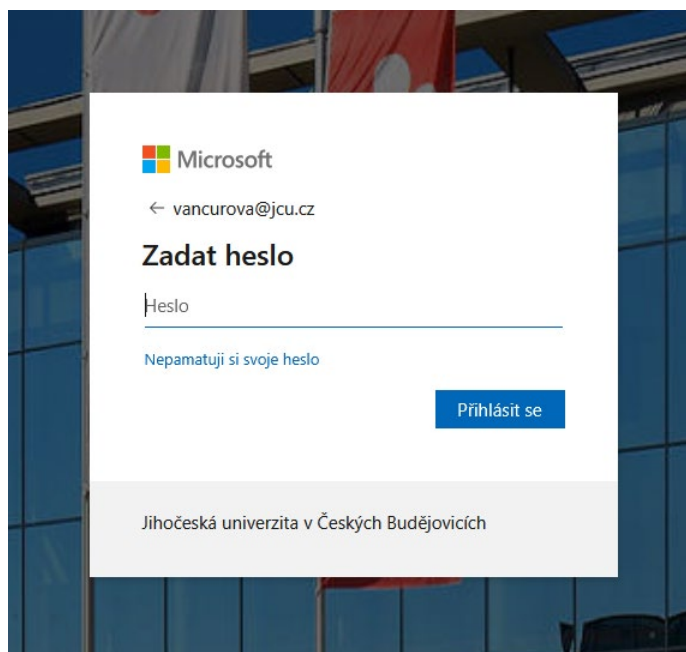 Microsoft
← vancurova@jcu.cz
Zadat heslo
Heslo
Nepamatuji si svoje heslo
Přihlásit se
Jihočeská univerzita v Českých Budějovicích